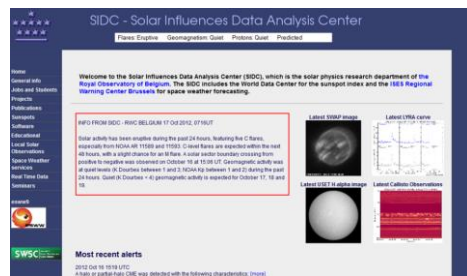 SIDC - Solar Influences Data Analysis Center
Flares: Eruptive Geomagnetism: Quiet Protons: Quiet Predicted
Home
General info
Jobs and Students
Projects
Publications
Sunspots
Software
Educational
Local Solar
Observations
Space Weather
services
Real Time Data
Seminars
Welcome to the Solar Influences Data Analysis Center (SIDC), which is the solar physics research department of the
Royal Observatory of Belgium. The SIDC includes the World Data Center for the sunspot index and the ISES Regional
Warning Center Brussels for space weather forecasting.
INFO FROM SIDC - RWC BELGIUM 17 Oct 2012, 0716UT
Solar activity has been eruptive during the past 24 hours, featuring five C flares,
especially from NOAA AR 11589 and 11593. C-level flares are expected within the next
48 hours, with a slight chance for an M flare. A solar sector boundary crossing from
positive to negative was observed on October 16 at 15:00 UT. Geomagnetic activity was
at quiet levels (K Dourbes between 1 and 3; NOAA Kp between 1 and 2) during the past
24 hours. Quiet (K Dourbes < 4) geomagnetic activity is expected for October 17, 18 and
19.
Latest SWAP image
Latest LYRA curve
Latest USET H alpha image
Latest Callisto Observations
SWSC
Most recent alerts
2012 Oct 16 1519 UTC
A halo or partial-halo CME was detected with the following characteristics: [more]